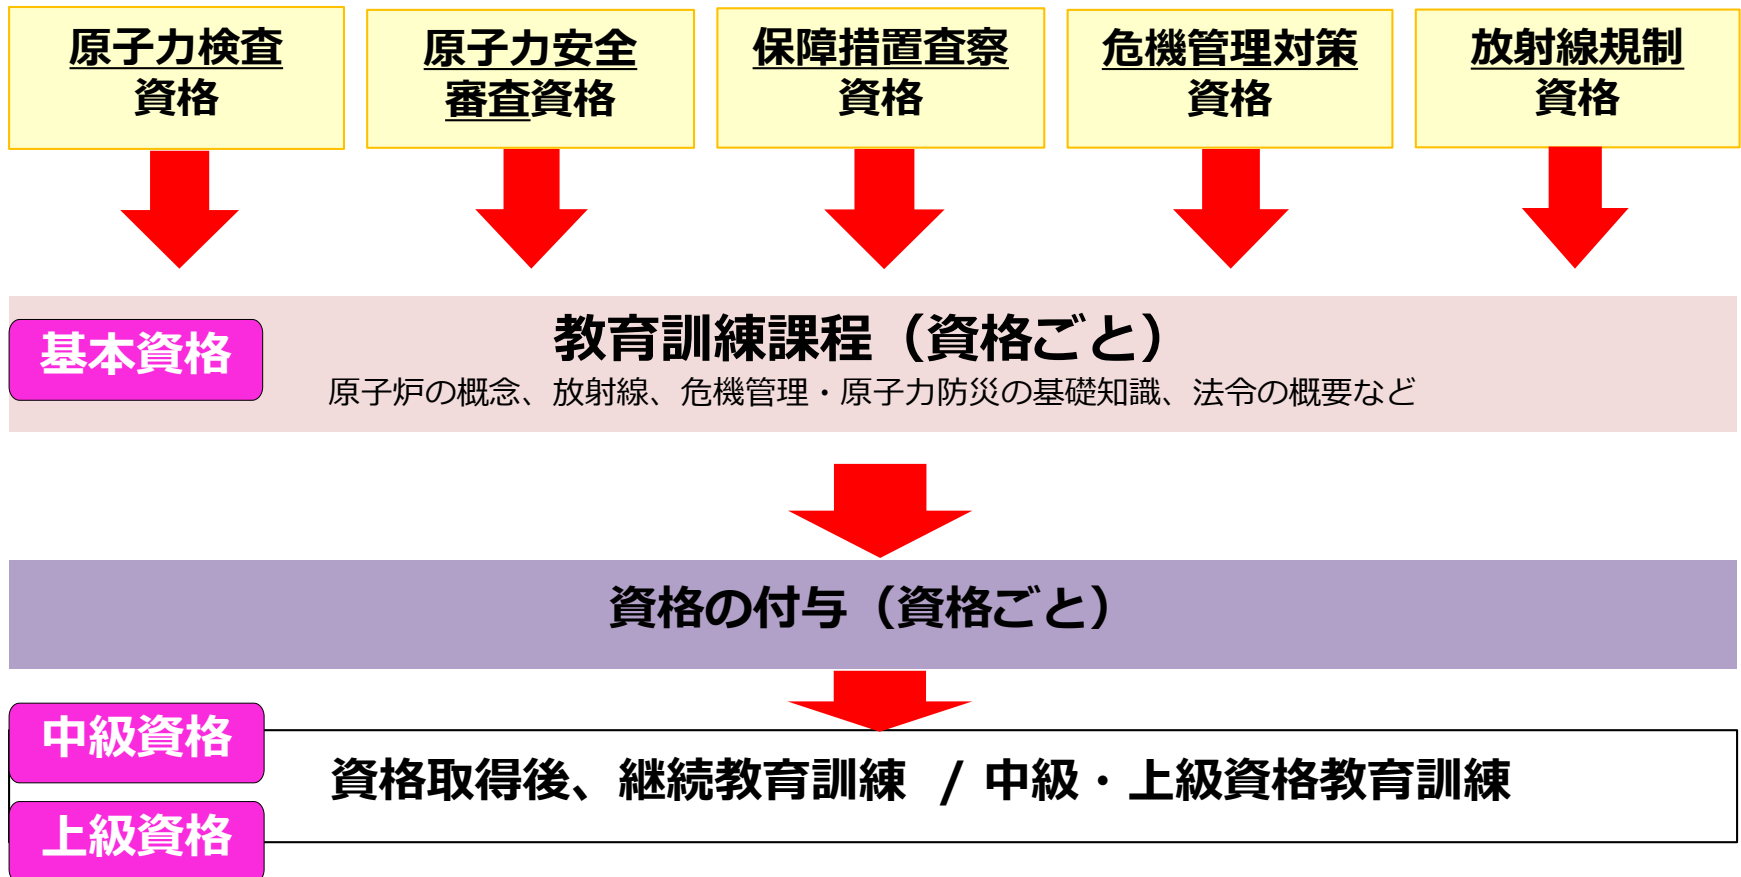 原子力検査
資格
原子力安全
審査資格
保障措置査察
資格
危機管理対策
資格
放射線規制
資格
基本資格
教育訓練課程（資格ごと）
原子炉の概念、放射線、危機管理・原子力防災の基礎知識、法令の概要など
資格の付与（資格ごと）
中級資格
資格取得後、継続教育訓練 / 中級・上級資格教育訓練
上級資格